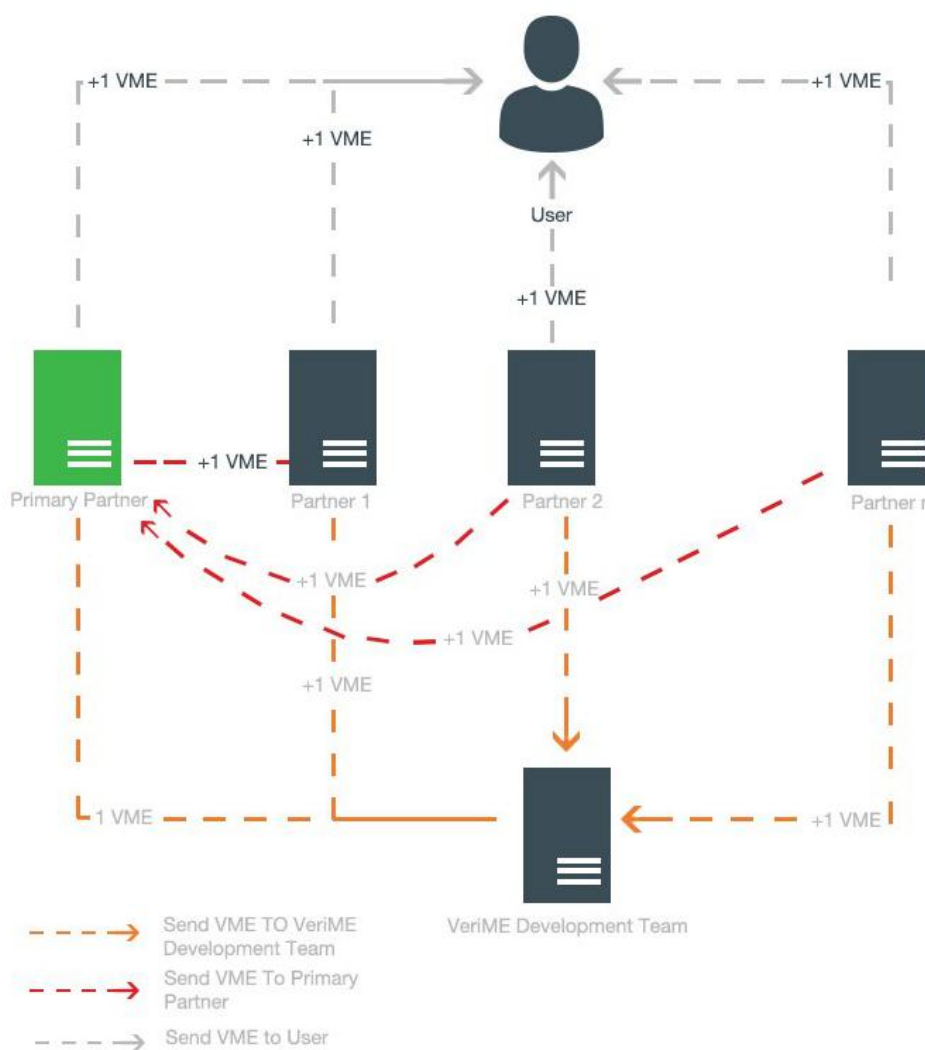 +1 VME
+1 VME
+1 VME
User
+1 VME
+1 VME
Primary Partner
Partner 1
Partner 2
Partner
+1 VME
+1 VME
+1 VME
+1 VME
1 VME
+1 VME
VeriME Development Team
Send VME TO VeriME
Development Team
Send VME To Primary
Partner
Send VME to User